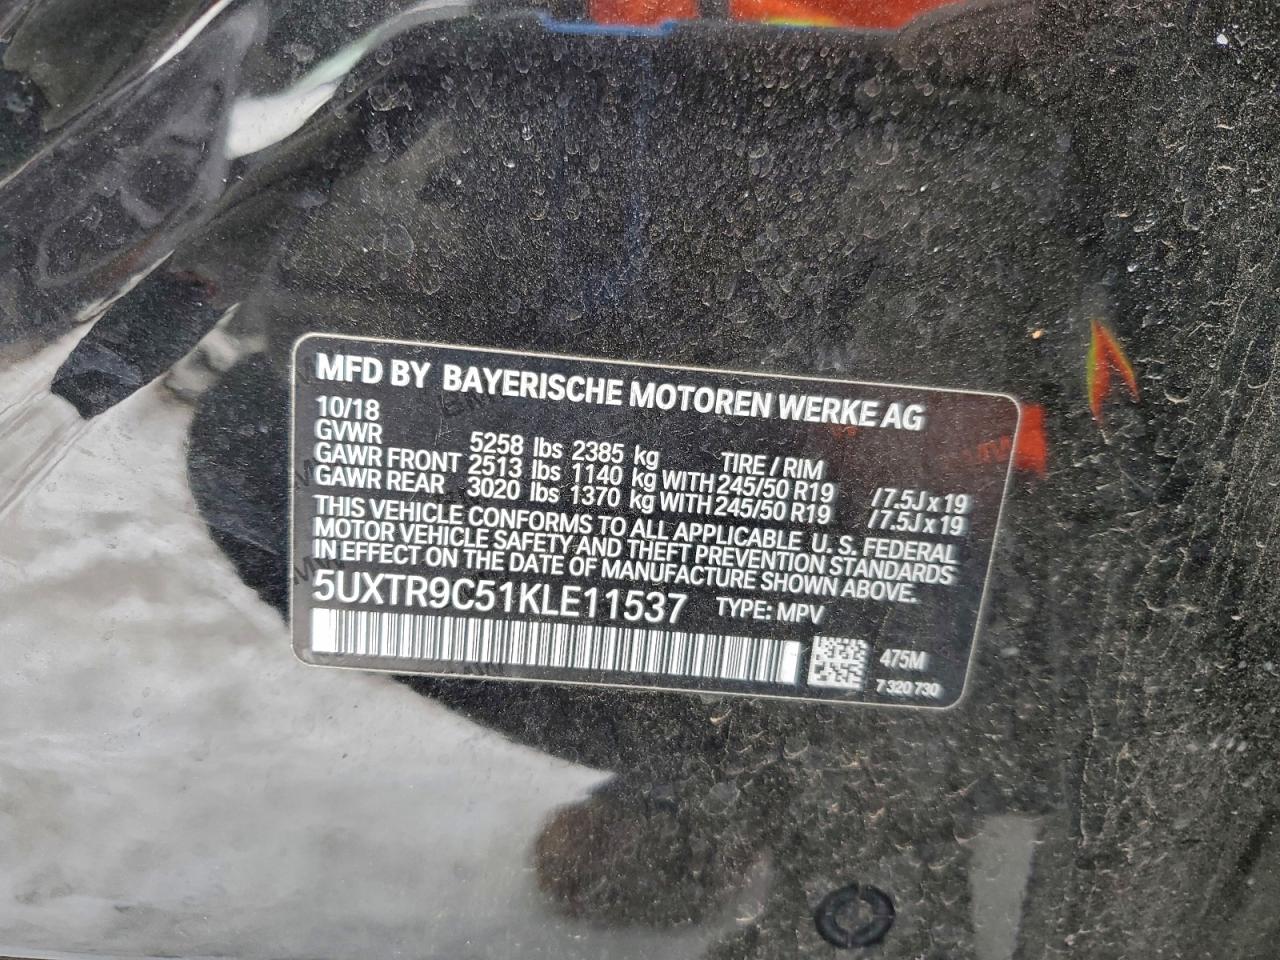 MFD BY BAYERISCHE MOTOREN WERKE AG
10/18
GVWR 5258 lbs 2385 kg TIRE / RIM
GAWR FRONT 2513 lbs 1140 kg WITH 245/50 R19 / 7.5J x 19
GAWR REAR 3020 lbs 1370 kg WITH 245/50 R19 / 7.5J x 19
THIS VEHICLE CONFORMS TO ALL APPLICABLE U. S. FEDERAL
MOTOR VEHICLE SAFETY AND THEFT PREVENTION STANDARDS
IN EFFECT ON THE DATE OF MANUFACTURE SHOWN ABOVE.
5UXTR9C51KLE11537 TYPE: MPV
475M
7 320 730